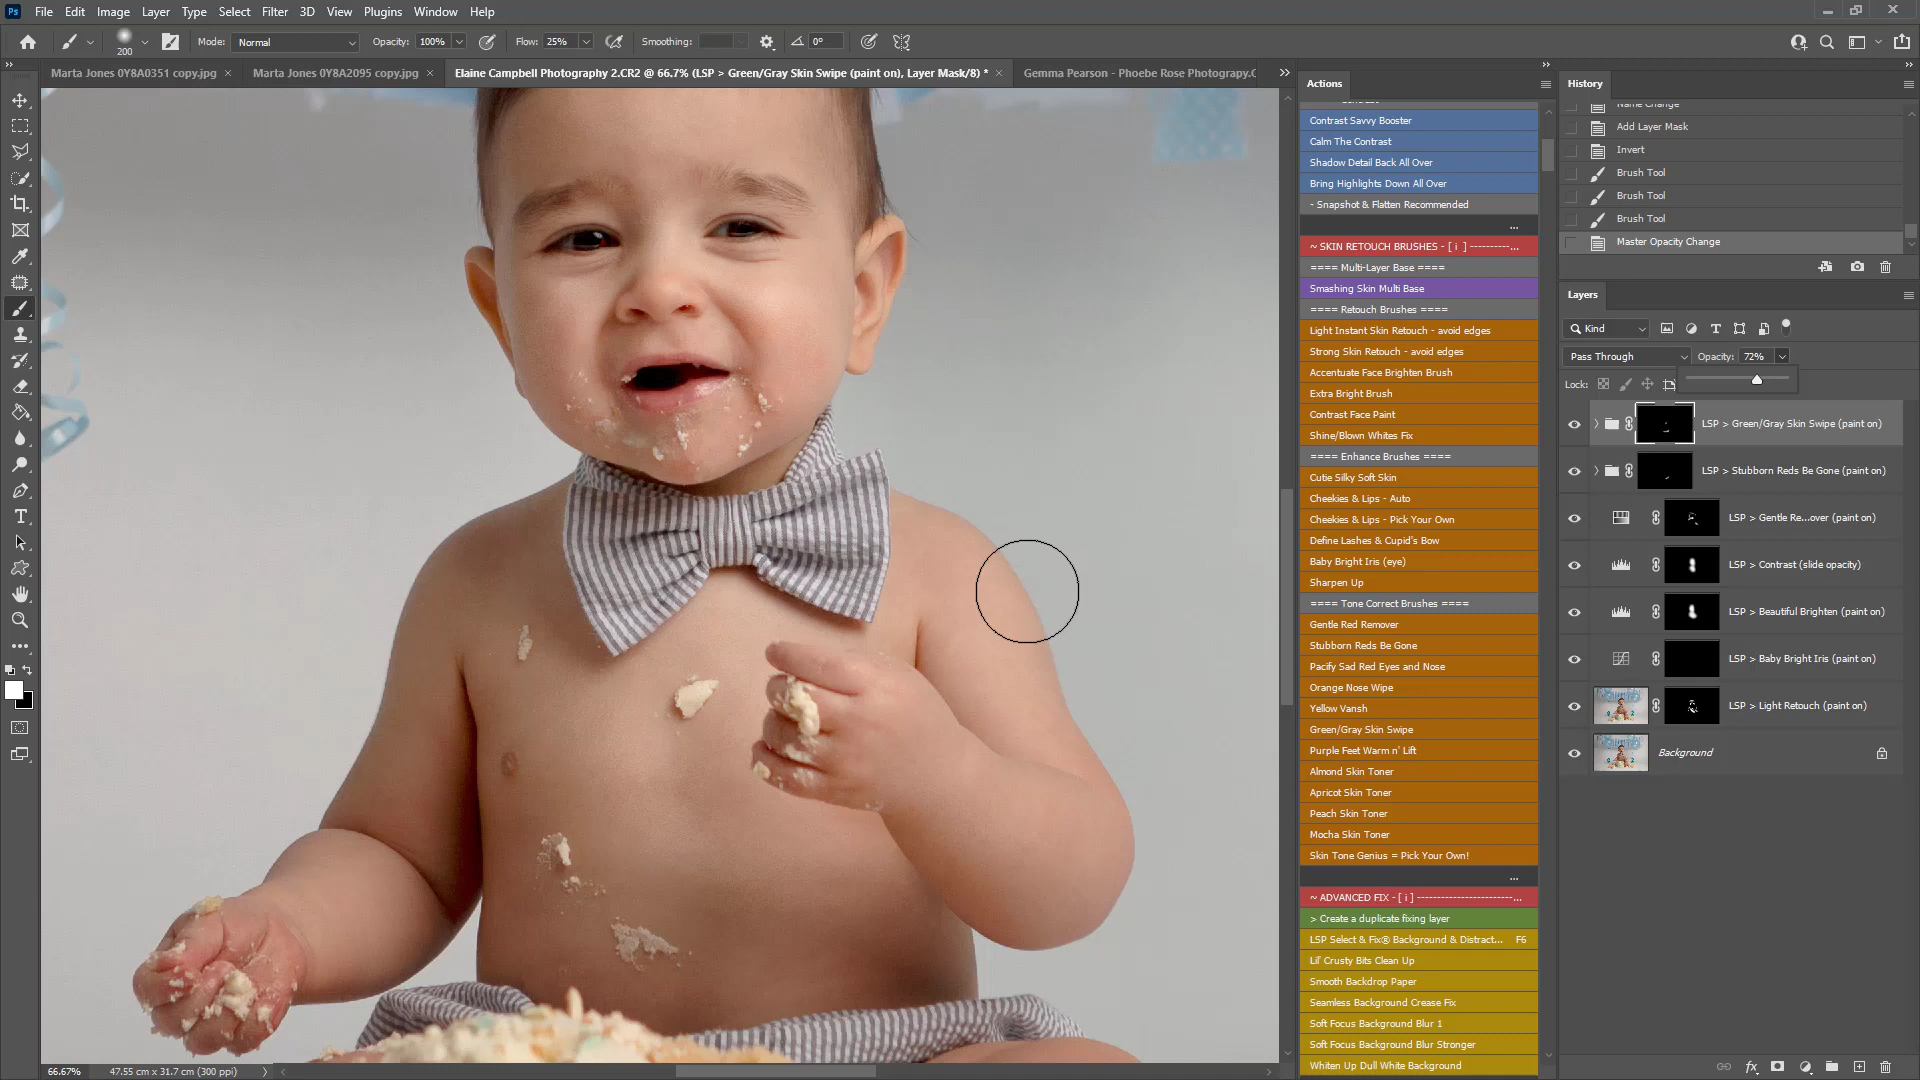 Ps File Edit Image Layer Type Select Filter 3D View Plugins Window Help
200 Mode: Normal Opacity: 100% Flow: 25% Smoothing: 0°
Marta Jones 0Y8A0351 copy.jpg × Marta Jones 0Y8A2095 copy.jpg × Elaine Campbell Photography 2.CR2 @ 66.7% (LSP > Green/Gray Skin Swipe (paint on), Layer Mask/8) * × Gemma Pearson - Phoebe Rose Photograpy.C
Actions
Contrast Savvy Booster
Calm The Contrast
Shadow Detail Back All Over
Bring Highlights Down All Over
- Snapshot & Flatten Recommended
...
~ SKIN RETOUCH BRUSHES - [ i ] ----------...
==== Multi-Layer Base ====
Smashing Skin Multi Base
==== Retouch Brushes ====
Light Instant Skin Retouch - avoid edges
Strong Skin Retouch - avoid edges
Accentuate Face Brighten Brush
Extra Bright Brush
Contrast Face Paint
Shine/Blown Whites Fix
==== Enhance Brushes ====
Cutie Silky Soft Skin
Cheekies & Lips - Auto
Cheekies & Lips - Pick Your Own
Define Lashes & Cupid's Bow
Baby Bright Iris (eye)
Sharpen Up
==== Tone Correct Brushes ====
Gentle Red Remover
Stubborn Reds Be Gone
Pacify Sad Red Eyes and Nose
Orange Nose Wipe
Yellow Vansh
Green/Gray Skin Swipe
Purple Feet Warm n' Lift
Almond Skin Toner
Apricot Skin Toner
Peach Skin Toner
Mocha Skin Toner
Skin Tone Genius = Pick Your Own!
...
~ ADVANCED FIX - [ i ] ------------------------...
> Create a duplicate fixing layer
LSP Select & Fix® Background & Distract... F6
Lil' Crusty Bits Clean Up
Smooth Backdrop Paper
Seamless Background Crease Fix
Soft Focus Background Blur 1
Soft Focus Background Blur Stronger
Whiten Up Dull White Background
History
Name Change
Add Layer Mask
Invert
Brush Tool
Brush Tool
Brush Tool
Master Opacity Change
Layers
Kind
Pass Through Opacity: 72%
Lock:
LSP > Green/Gray Skin Swipe (paint on)
LSP > Stubborn Reds Be Gone (paint on)
LSP > Gentle Re...over (paint on)
LSP > Contrast (slide opacity)
LSP > Beautiful Brighten (paint on)
LSP > Baby Bright Iris (paint on)
LSP > Light Retouch (paint on)
Background
fx
66.67% 47.55 cm x 31.7 cm (300 ppi)